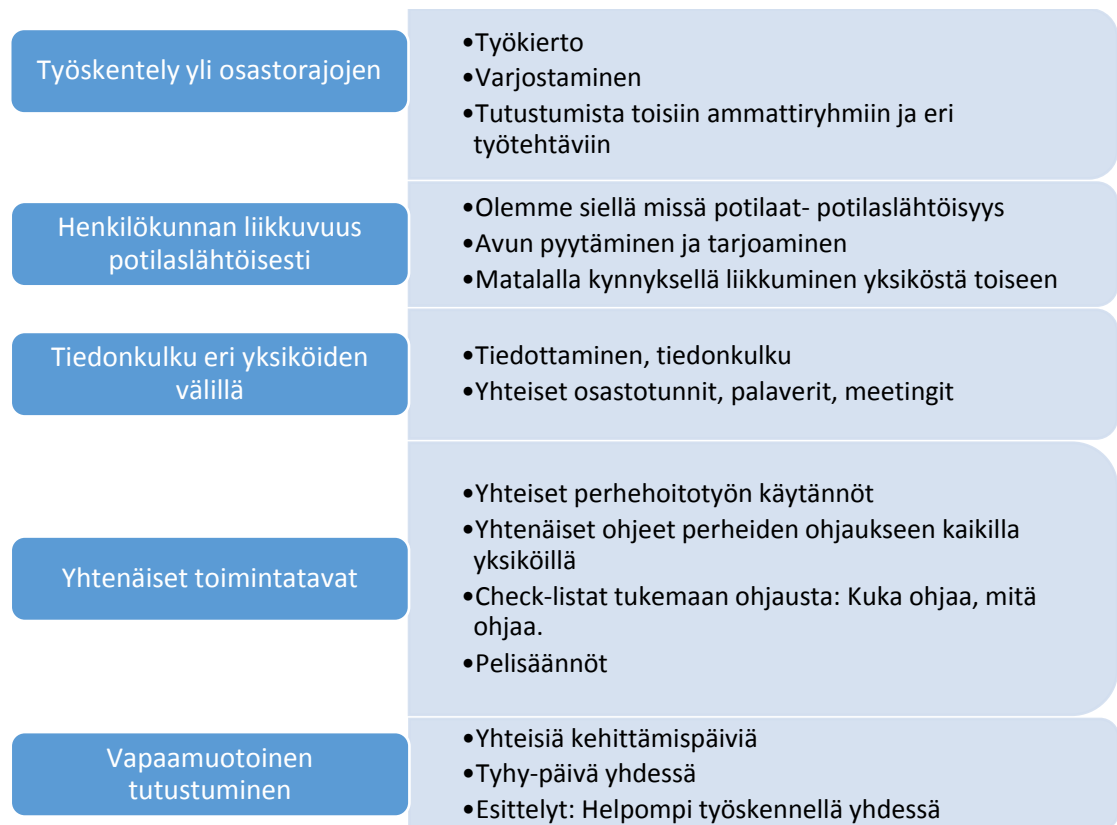 Työskentely yli osastorajojen
•Työkierto
•Varjostaminen
•Tutustumista toisiin ammattiryhmiin ja eri
työtehtäviin
Henkilökunnan liikkuvuus
potilaslähtöisesti
•Olemme siellä missä potilaat- potilaslähtöisyys
•Avun pyytäminen ja tarjoaminen
•Matalalla kynnyksellä liikkuminen yksiköstä toiseen
Tiedonkulku eri yksiköiden
välillä
•Tiedottaminen, tiedonkulku
•Yhteiset osastotunnit, palaverit, meetingit
Yhtenäiset toimintatavat
•Yhteiset perhehoitotyön käytännöt
•Yhtenäiset ohjeet perheiden ohjaukseen kaikilla
yksiköillä
•Check-listat tukemaan ohjausta: Kuka ohjaa, mitä
ohjaa.
•Pelisäännöt
Vapaamuotoinen
tutustuminen
•Yhteisiä kehittämispäiviä
•Tyhy-päivä yhdessä
•Esittelyt: Helpompi työskennellä yhdessä